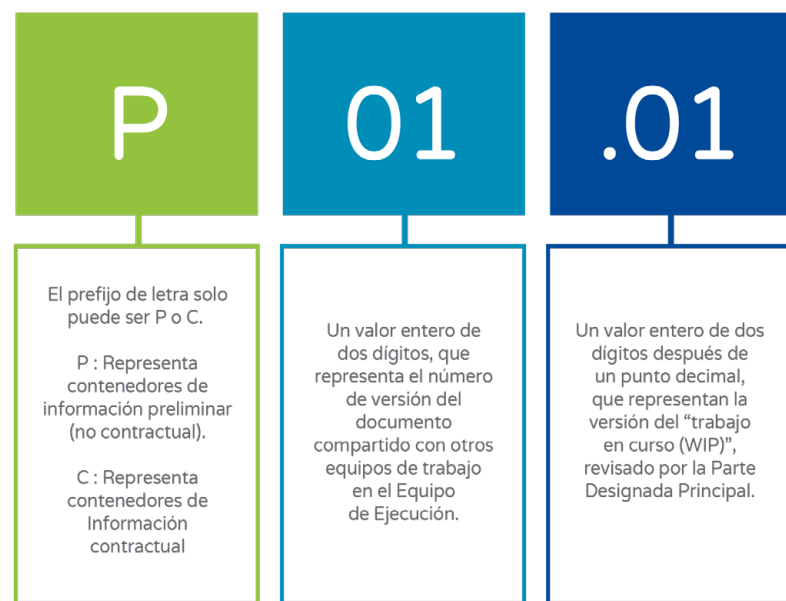 P
01
.01
El prefijo de letra solo
puede ser P o C.
P : Representa
contenedores de
información preliminar
(no contractual).
C : Representa
contenedores de
Información
contractual
Un valor entero de
dos dígitos, que
representa el número
de versión del
documento
compartido con otros
equipos de trabajo
en el Equipo
de Ejecución.
Un valor entero de dos
dígitos después de
un punto decimal,
que representan la
versión del “trabajo
en curso (WIP)”,
revisado por la Parte
Designada Principal.